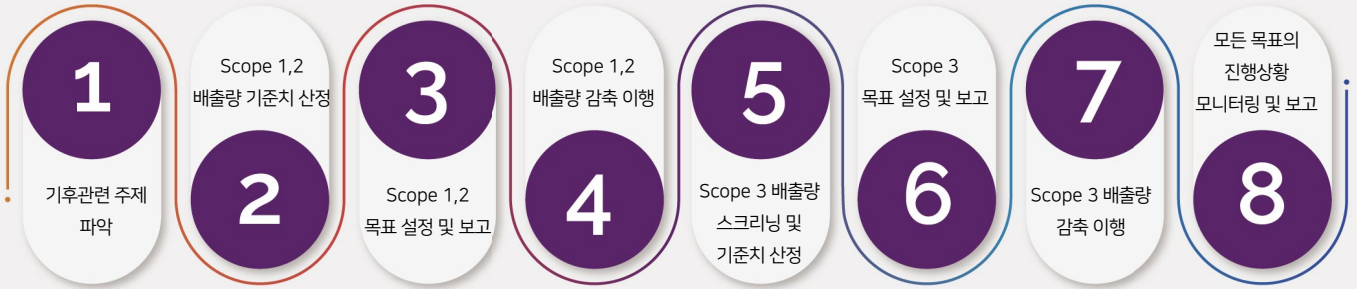 1
기후관련 주제
파악
Scope 1,2
배출량 기준치 산정
2
3
Scope 1,2
목표 설정 및 보고
Scope 1,2
배출량 감축 이행
4
5
Scope 3 배출량
스크리닝 및
기준치 산정
Scope 3
목표 설정 및 보고
6
7
Scope 3 배출량
감축 이행
모든 목표의
진행상황
모니터링 및 보고
8